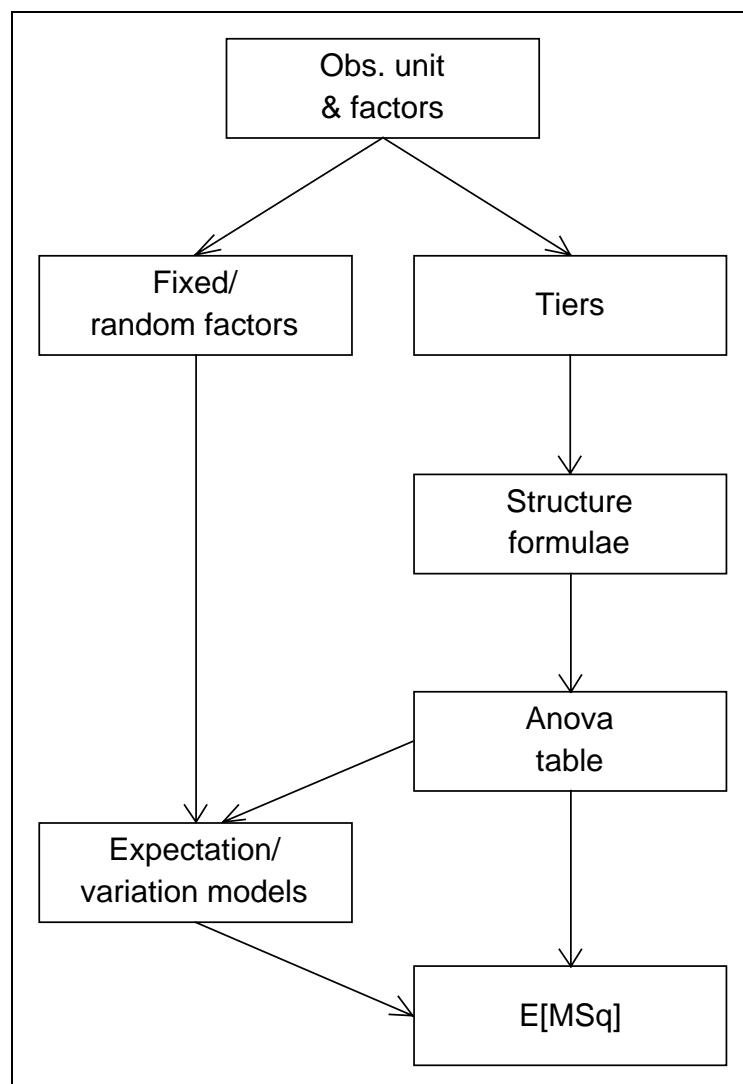 Obs. unit
& factors
Fixed/
random factors
Tiers
Structure
formulae
Anova
table
Expectation/
variation models
E[MSq]